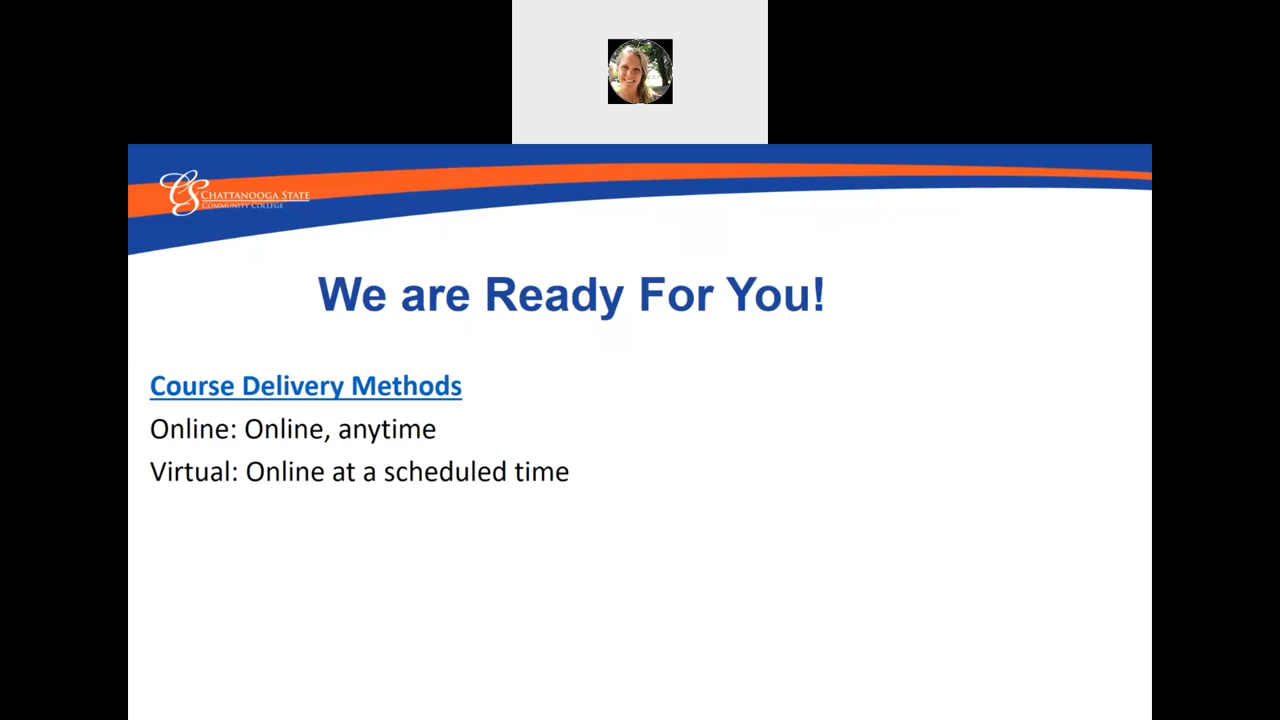 CS CHATTANOOGA STATE
COMMUNITY COLLEGE
We are Ready For You!
Course Delivery Methods
Online: Online, anytime
Virtual: Online at a scheduled time